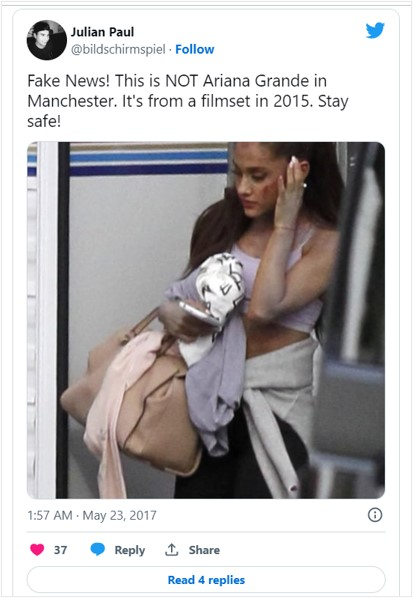 Julian Paul
@bildschirmspiel · Follow
Fake News! This is NOT Ariana Grande in
Manchester. It's from a filmset in 2015. Stay
safe!
1:57 AM · May 23, 2017
37 Reply Share
Read 4 replies